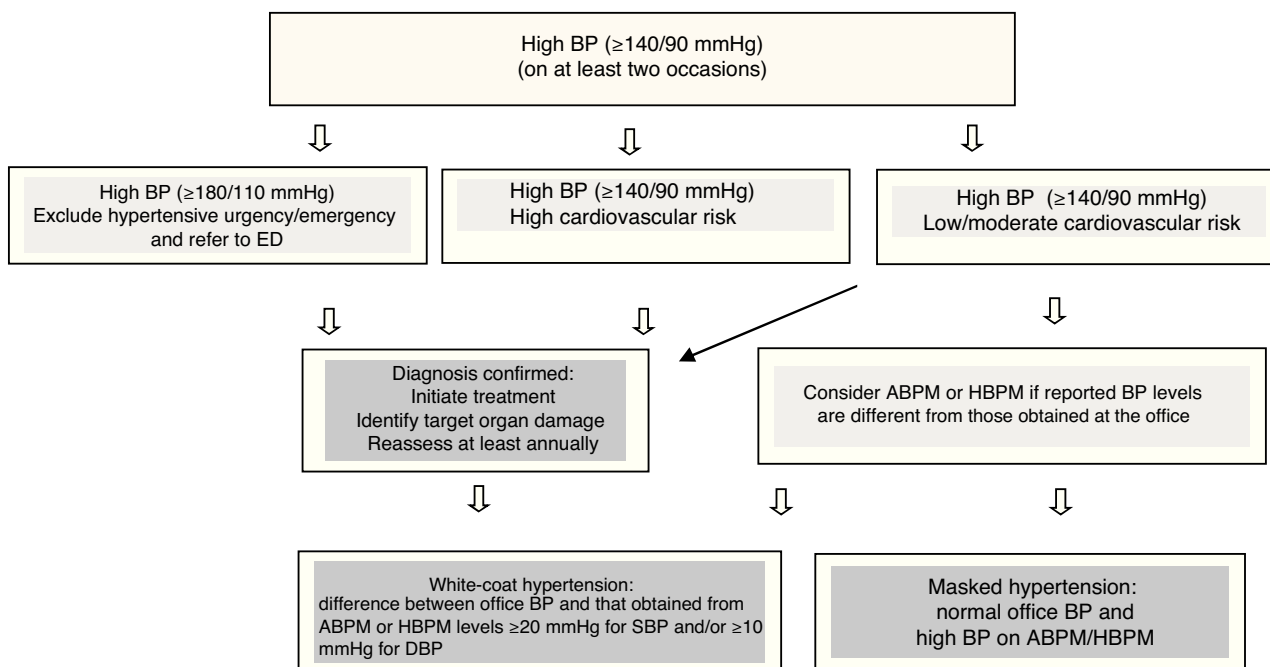 High BP (≥140/90 mmHg)
(on at least two occasions)
High BP (≥180/110 mmHg)
Exclude hypertensive urgency/emergency
and refer to ED
High BP (≥140/90 mmHg)
High cardiovascular risk
High BP (≥140/90 mmHg)
Low/moderate cardiovascular risk
Diagnosis confirmed:
Initiate treatment
Identify target organ damage
Reassess at least annually
Consider ABPM or HBPM if reported BP levels
are different from those obtained at the office
White-coat hypertension:
difference between office BP and that obtained from
ABPM or HBPM levels ≥20 mmHg for SBP and/or ≥10
mmHg for DBP
Masked hypertension:
normal office BP and
high BP on ABPM/HBPM